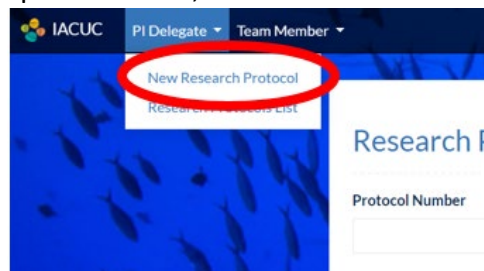 IACUC PI Delegate Team Member
New Research Protocol
Research Protocols List
Research
Protocol Number